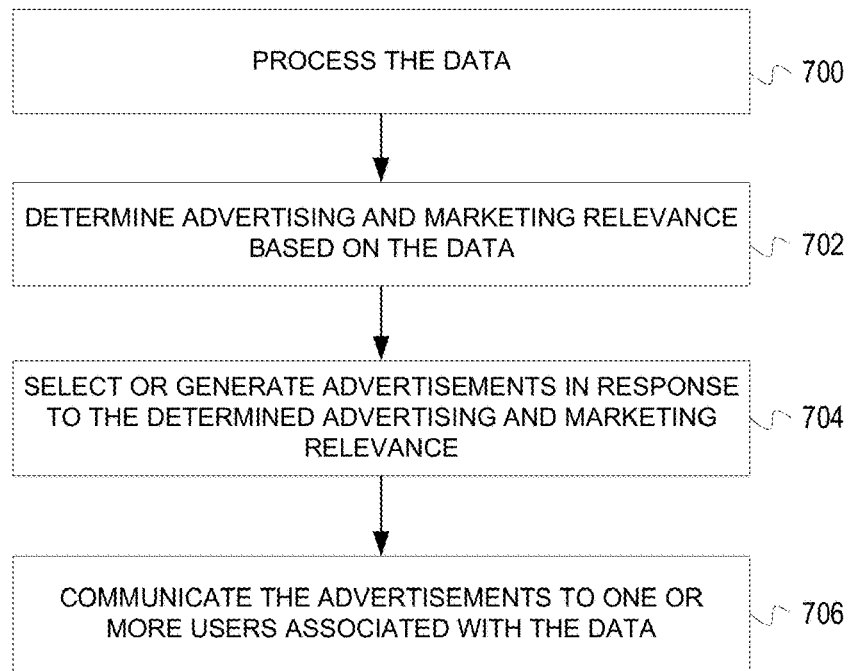 PROCESS THE DATA
700
DETERMINE ADVERTISING AND MARKETING RELEVANCE
BASED ON THE DATA
702
SELECT OR GENERATE ADVERTISEMENTS IN RESPONSE
TO THE DETERMINED ADVERTISING AND MARKETING
RELEVANCE
704
COMMUNICATE THE ADVERTISEMENTS TO ONE OR
MORE USERS ASSOCIATED WITH THE DATA
706